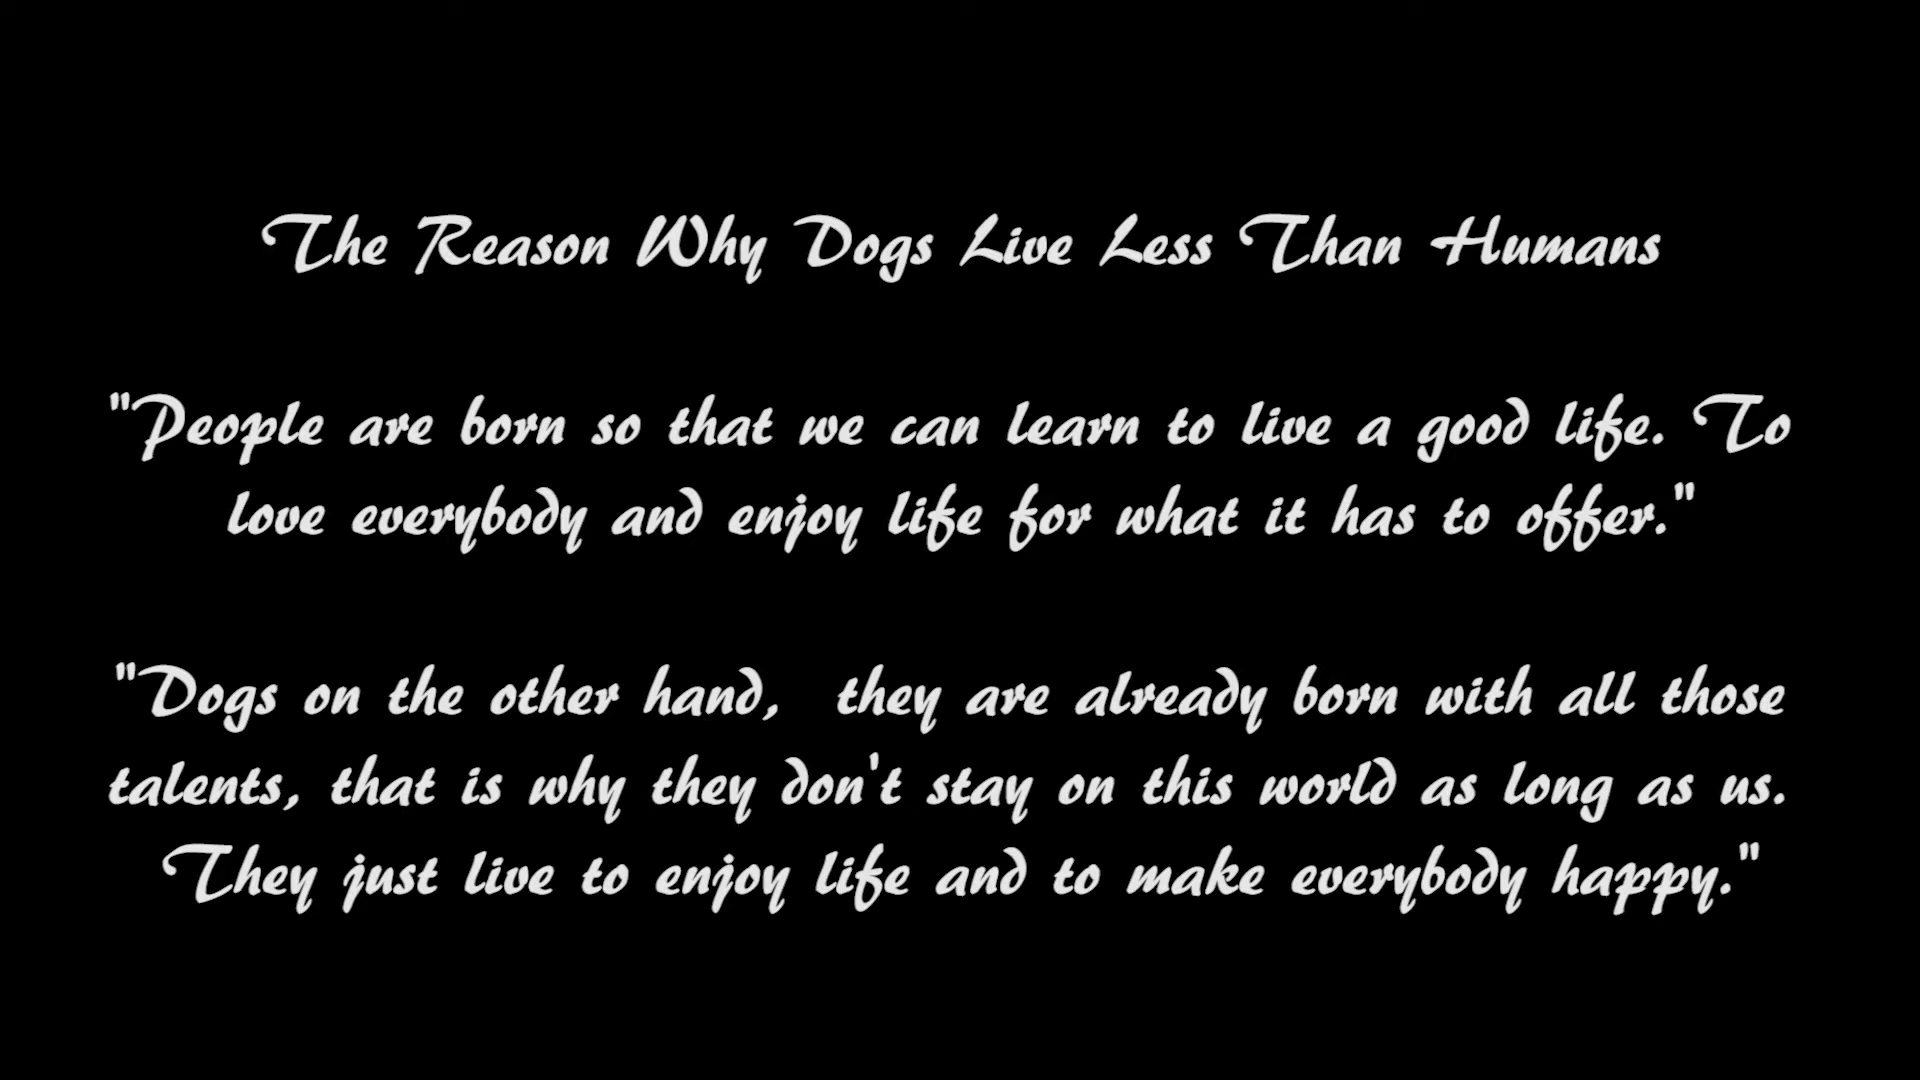 The Reason Why Dogs Live Less Than Humans
"People are born so that we can learn to live a good life. To
love everybody and enjoy life for what it has to offer."
"Dogs on the other hand,  they are already born with all those
talents, that is why they don't stay on this world as long as us.
They just live to enjoy life and to make everybody happy."